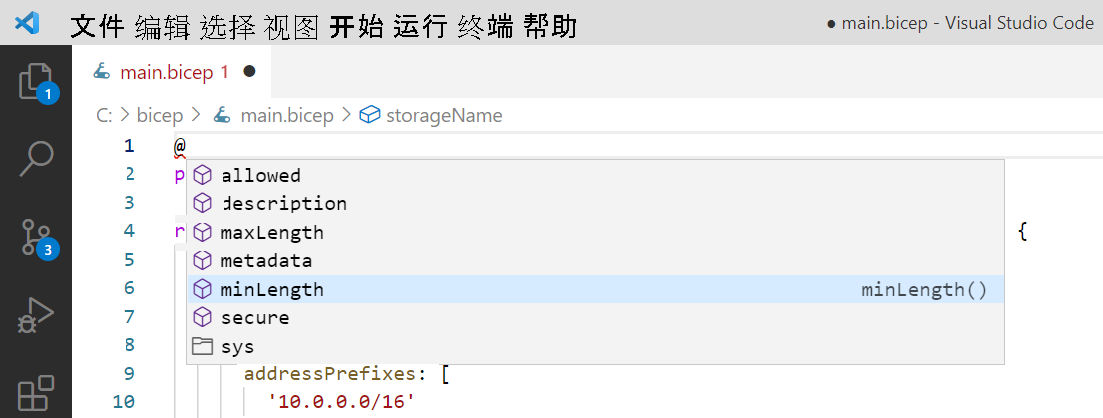 文件 编辑 选择 视图 开始 运行 终端 帮助
● main.bicep - Visual Studio Code
main.bicep 1 ●
C: > bicep > main.bicep > storageName
1 @
2 p
allowed
3
description
4 r
maxLength
{
5
metadata
6
minLength
minLength()
7
secure
8
sys
9 addressPrefixes: [
10 '10.0.0.0/16'
1
3